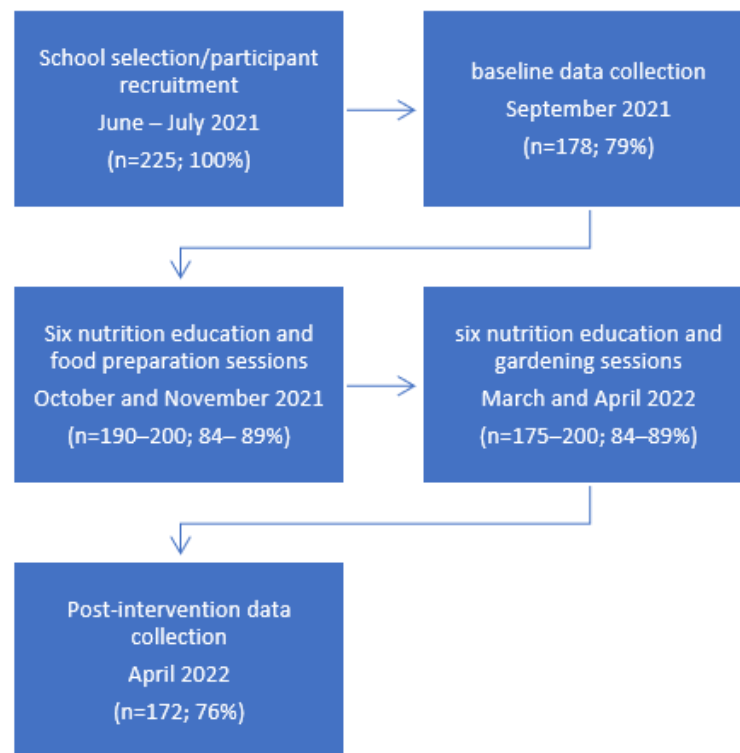 School selection/participant
recruitment
June – July 2021
(n=225; 100%)
baseline data collection
September 2021
(n=178; 79%)
Six nutrition education and
food preparation sessions
October and November 2021
(n=190–200; 84– 89%)
six nutrition education and
gardening sessions
March and April 2022
(n=175–200; 84–89%)
Post-intervention data
collection
April 2022
(n=172; 76%)